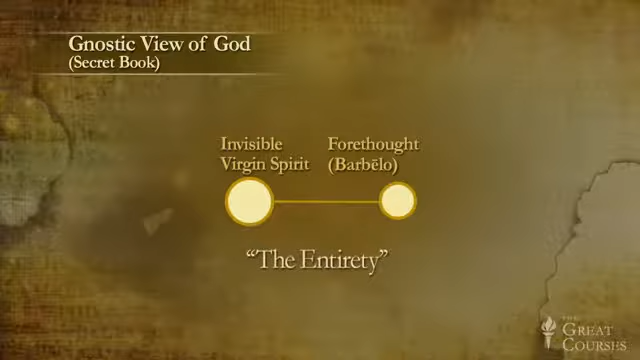 Gnostic View of God
(Secret Book)
Invisible
Virgin Spirit
Forethought
(Barbēlo)
“The Entirety”
THE
GREAT
COURSES